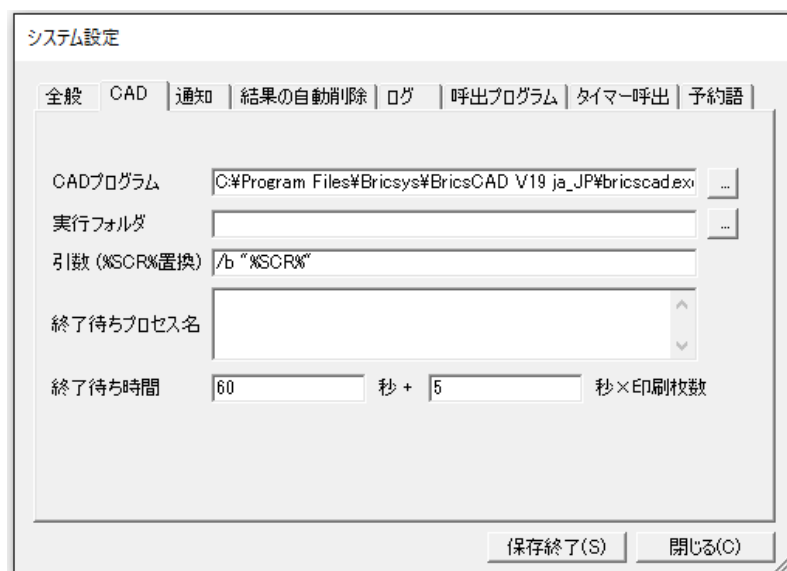 システム設定
全般 CAD 通知 結果の自動削除 ログ 呼出プログラム タイマー呼出 予約語
CADプログラム C:¥Program Files¥Bricsys¥BricsCAD V19 ja_JP¥bricscad.exe ...
実行フォルダ ...
引数(%SCR%置換) /b "%SCR%"
終了待ちプロセス名
終了待ち時間 60 秒 + 5 秒×印刷枚数
保存終了(S) 閉じる(C)